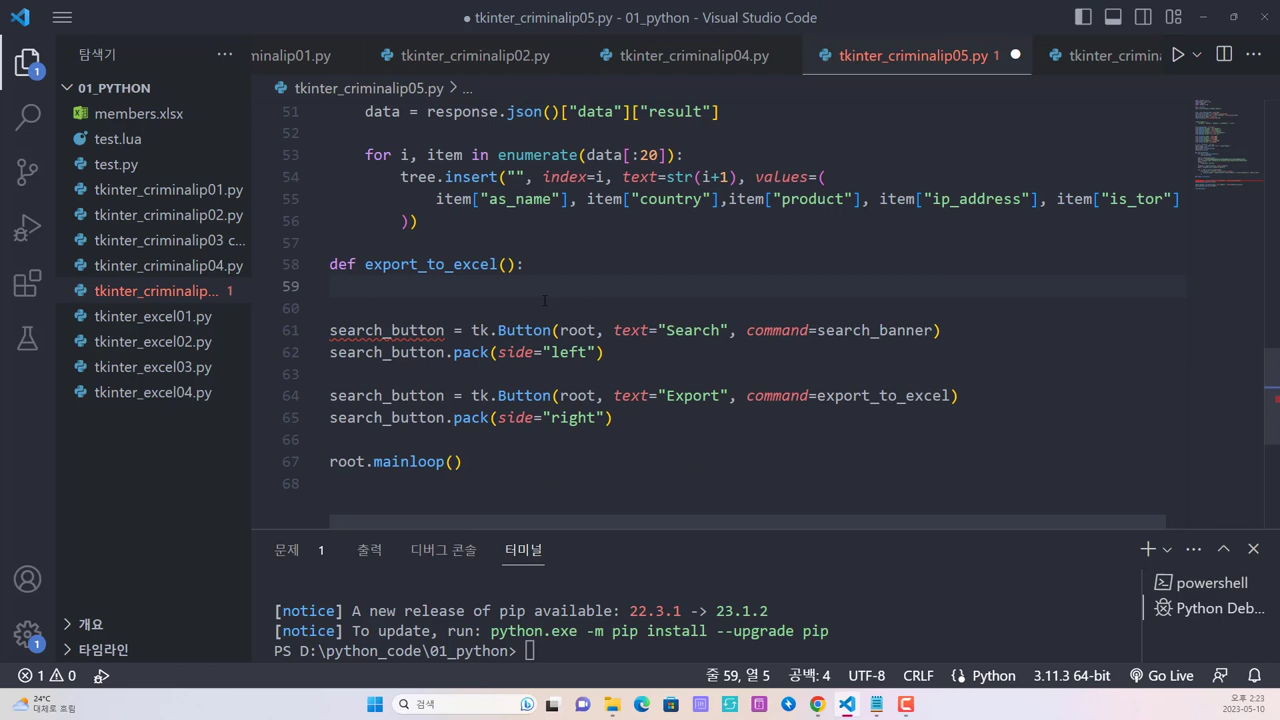 tkinter_criminalip05.py - 01_python - Visual Studio Code
탐색기
minalip01.py
tkinter_criminalip02.py
tkinter_criminalip04.py
tkinter_criminalip05.py 1
tkinter_crimina
01_PYTHON
members.xlsx
test.lua
test.py
tkinter_criminalip01.py
tkinter_criminalip02.py
tkinter_criminalip03 c...
tkinter_criminalip04.py
tkinter_criminalip... 1
tkinter_excel01.py
tkinter_excel02.py
tkinter_excel03.py
tkinter_excel04.py
개요
타임라인
tkinter_criminalip05.py > ...
51 data = response.json()["data"]["result"]
52
53 for i, item in enumerate(data[:20]):
54 tree.insert("", index=i, text=str(i+1), values=(
55 item["as_name"], item["country"],item["product"], item["ip_address"], item["is_tor"]
56 ))
57
58 def export_to_excel():
59
60
61 search_button = tk.Button(root, text="Search", command=search_banner)
62 search_button.pack(side="left")
63
64 search_button = tk.Button(root, text="Export", command=export_to_excel)
65 search_button.pack(side="right")
66
67 root.mainloop()
68
문제 1 출력 디버그 콘솔 터미널
[notice] A new release of pip available: 22.3.1 -> 23.1.2
[notice] To update, run: python.exe -m pip install --upgrade pip
PS D:\python_code\01_python>
powershell
Python Deb...
1 0 줄 59, 열 5 공백: 4 UTF-8 CRLF Python 3.11.3 64-bit Go Live
24°C
대체로 흐림
검색
오후 2:23
2023-05-10